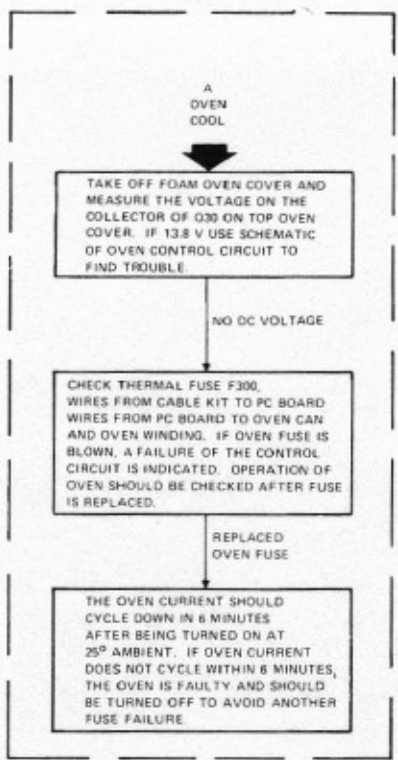 A
OVEN
COOL
TAKE OFF FOAM OVEN COVER AND
MEASURE THE VOLTAGE ON THE
COLLECTOR OF Q30 ON TOP OVEN
COVER. IF 13.8 V USE SCHEMATIC
OF OVEN CONTROL CIRCUIT TO
FIND TROUBLE.
NO DC VOLTAGE
CHECK THERMAL FUSE F300,
WIRES FROM CABLE KIT TO PC BOARD
WIRES FROM PC BOARD TO OVEN CAN
AND OVEN WINDING. IF OVEN FUSE IS
BLOWN, A FAILURE OF THE CONTROL
CIRCUIT IS INDICATED. OPERATION OF
OVEN SHOULD BE CHECKED AFTER FUSE
IS REPLACED.
REPLACED
OVEN FUSE
THE OVEN CURRENT SHOULD
CYCLE DOWN IN 6 MINUTES
AFTER BEING TURNED ON AT
25° AMBIENT. IF OVEN CURRENT
DOES NOT CYCLE WITHIN 6 MINUTES,
THE OVEN IS FAULTY AND SHOULD
BE TURNED OFF TO AVOID ANOTHER
FUSE FAILURE.